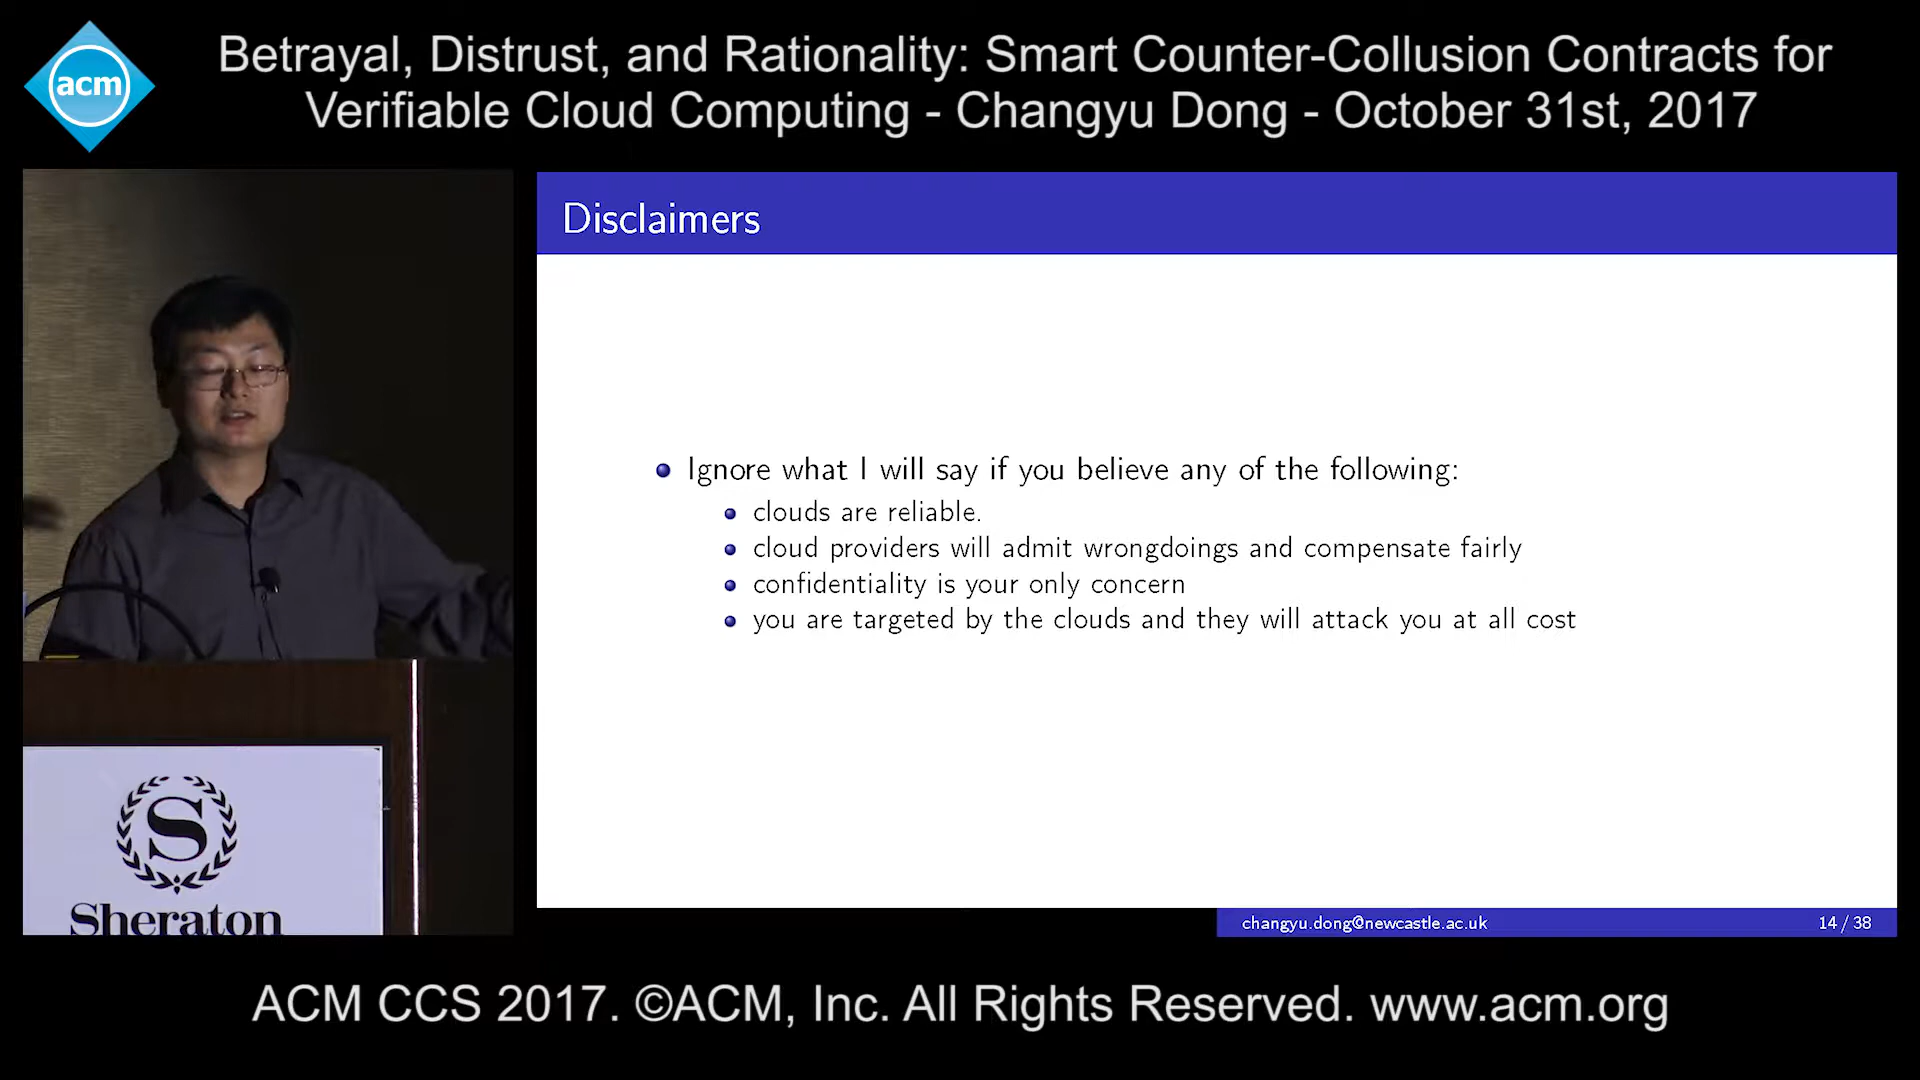 acm
Betrayal, Distrust, and Rationality: Smart Counter-Collusion Contracts for
Verifiable Cloud Computing - Changyu Dong - October 31st, 2017
Disclaimers
Ignore what I will say if you believe any of the following:
clouds are reliable.
cloud providers will admit wrongdoings and compensate fairly
confidentiality is your only concern
you are targeted by the clouds and they will attack you at all cost
changyu.dong@newcastle.ac.uk
14 / 38
S
Sheraton
ACM CCS 2017. ©ACM, Inc. All Rights Reserved. www.acm.org